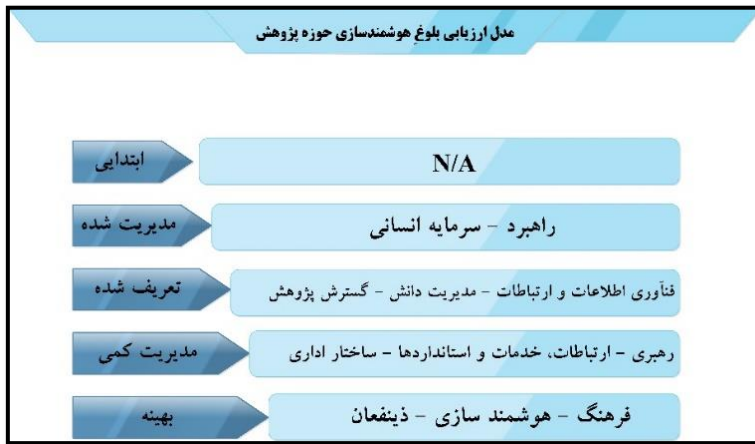 مدل ارزیابی بلوغ هوشمندسازی حوزه پژوهش
ابتدایی
N/A
مدیریت شده
راهبرد - سرمایه انسانی
تعریف شده
فنآوری اطلاعات و ارتباطات - مدیریت دانش - گسترش پژوهش
مدیریت کمی
رهبری - ارتباطات، خدمات و استانداردها - ساختار اداری
بهینه
فرهنگ - هوشمند سازی - ذینفعان